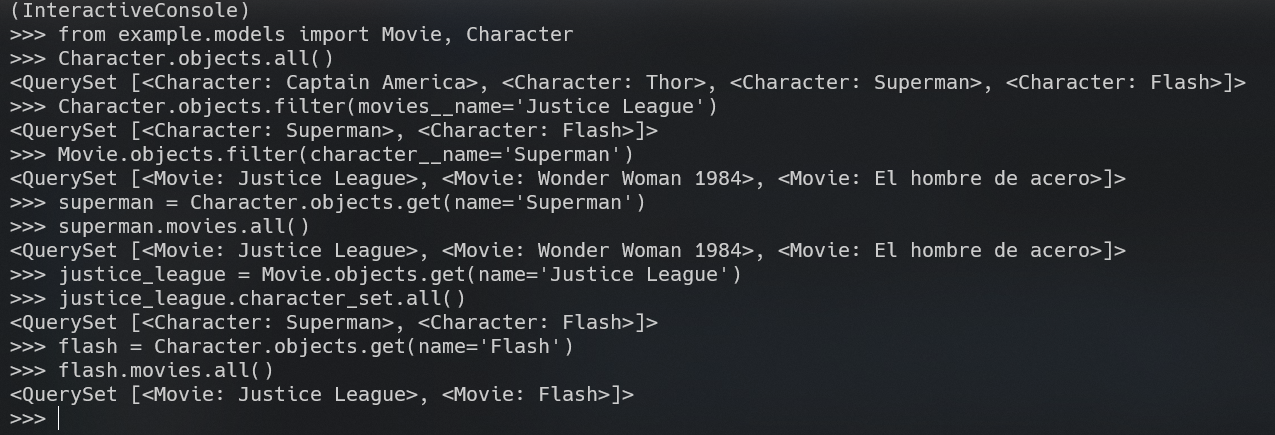 (InteractiveConsole)
>>> from example.models import Movie, Character
>>> Character.objects.all()
<QuerySet [<Character: Captain America>, <Character: Thor>, <Character: Superman>, <Character: Flash>]>
>>> Character.objects.filter(movies__name='Justice League')
<QuerySet [<Character: Superman>, <Character: Flash>]>
>>> Movie.objects.filter(character__name='Superman')
<QuerySet [<Movie: Justice League>, <Movie: Wonder Woman 1984>, <Movie: El hombre de acero>]>
>>> superman = Character.objects.get(name='Superman')
>>> superman.movies.all()
<QuerySet [<Movie: Justice League>, <Movie: Wonder Woman 1984>, <Movie: El hombre de acero>]>
>>> justice_league = Movie.objects.get(name='Justice League')
>>> justice_league.character_set.all()
<QuerySet [<Character: Superman>, <Character: Flash>]>
>>> flash = Character.objects.get(name='Flash')
>>> flash.movies.all()
<QuerySet [<Movie: Justice League>, <Movie: Flash>]>
>>>